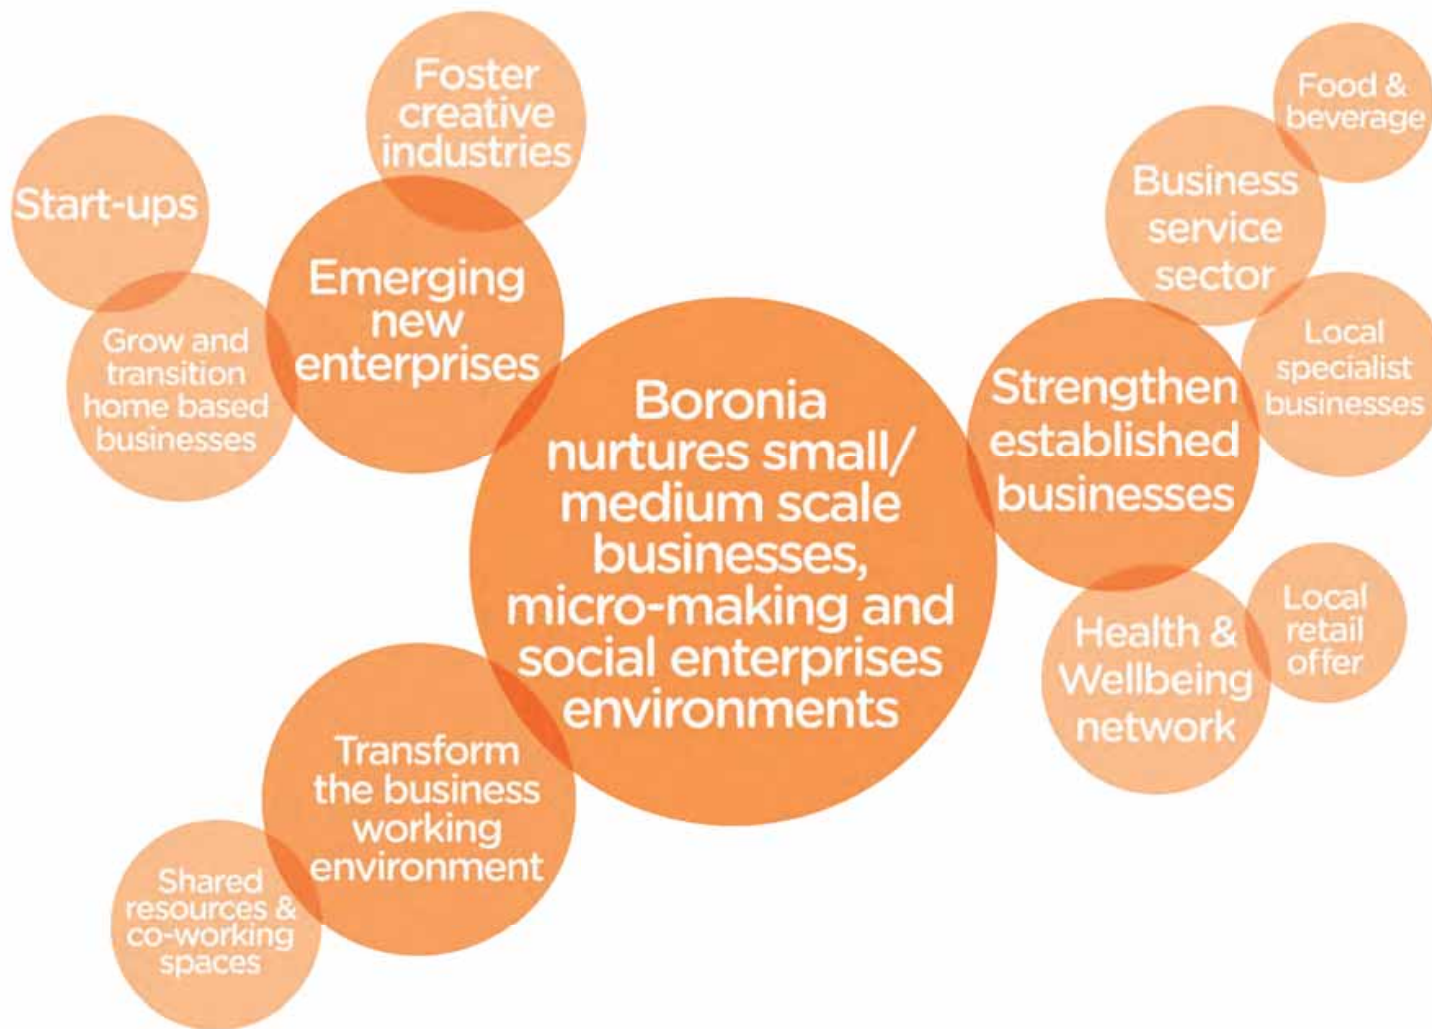 Foster
creative
industries
Start-ups
Emerging
new
enterprises
Grow and
transition
home based
businesses
Boronia
nurtures small/
medium scale
businesses,
micro-making and
social enterprises
environments
Transform
the business
working
environment
Shared
resources &
co-working
spaces
Food &
beverage
Business
service
sector
Local
specialist
businesses
Strengthen
established
businesses
Health &
Wellbeing
network
Local
retail
offer